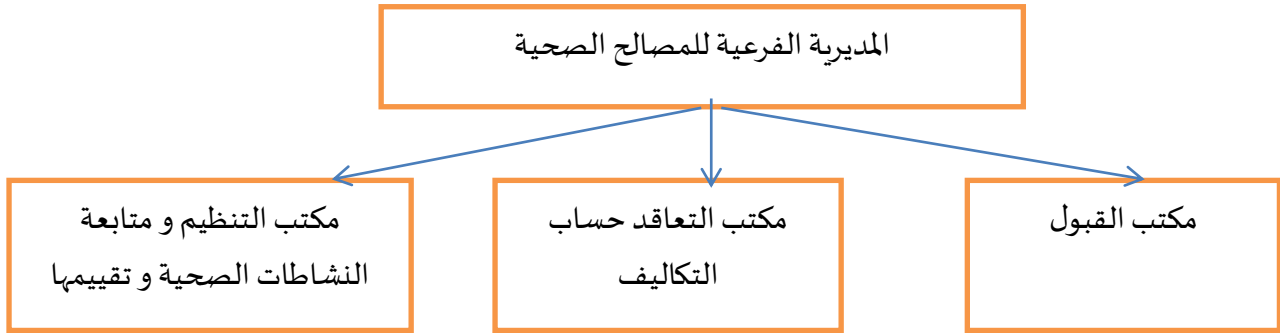 المديرية الفرعية للمصالح الصحية
مكتب القبول
مكتب التعاقد حساب
التكاليف
مكتب التنظيم و متابعة
النشاطات الصحية و تقييمها